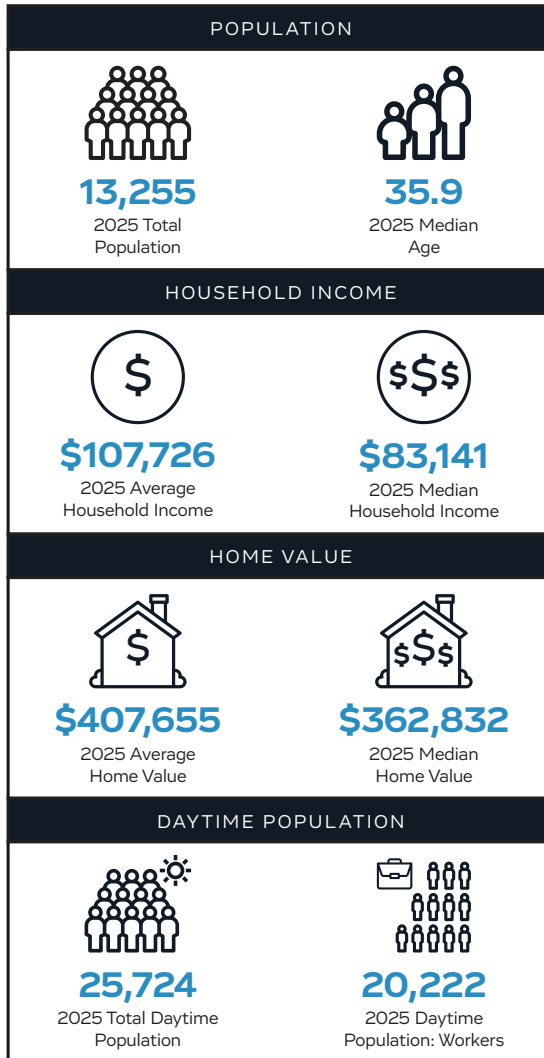 POPULATION
13,255
2025 Total
Population
35.9
2025 Median
Age
HOUSEHOLD INCOME
$
$107,726
2025 Average
Household Income
$$$
$83,141
2025 Median
Household Income
HOME VALUE
$
$407,655
2025 Average
Home Value
$$$
$362,832
2025 Median
Home Value
DAYTIME POPULATION
25,724
2025 Total Daytime
Population
20,222
2025 Daytime
Population: Workers